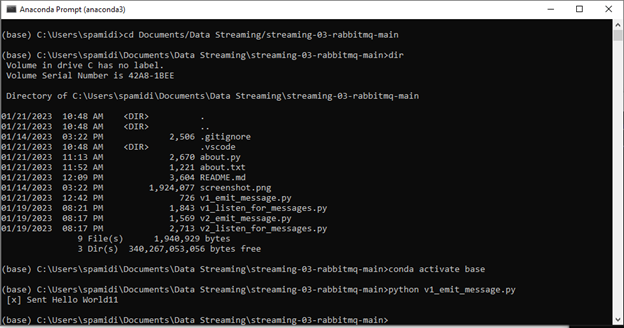 Anaconda Prompt (anaconda3)
(base) C:\Users\spamidi>cd Documents/Data Streaming/streaming-03-rabbitmq-main
(base) C:\Users\spamidi\Documents\Data Streaming\streaming-03-rabbitmq-main>dir
Volume in drive C has no label.
Volume Serial Number is 42A8-1BEE
Directory of C:\Users\spamidi\Documents\Data Streaming\streaming-03-rabbitmq-main
01/21/2023  10:48 AM    <DIR>          .
01/21/2023  10:48 AM    <DIR>          ..
01/14/2023  03:22 PM             2,506 .gitignore
01/21/2023  10:48 AM    <DIR>          .vscode
01/21/2023  11:13 AM             2,670 about.py
01/21/2023  11:52 AM             1,221 about.txt
01/21/2023  12:09 PM             3,604 README.md
01/14/2023  03:22 PM         1,924,077 screenshot.png
01/21/2023  12:42 PM               726 v1_emit_message.py
01/19/2023  08:21 PM             1,843 v1_listen_for_messages.py
01/19/2023  08:17 PM             1,569 v2_emit_message.py
01/19/2023  08:17 PM             2,713 v2_listen_for_messages.py
9 File(s)      1,940,929 bytes
3 Dir(s)  340,267,053,056 bytes free
(base) C:\Users\spamidi\Documents\Data Streaming\streaming-03-rabbitmq-main>conda activate base
(base) C:\Users\spamidi\Documents\Data Streaming\streaming-03-rabbitmq-main>python v1_emit_message.py
[x] Sent Hello World11
(base) C:\Users\spamidi\Documents\Data Streaming\streaming-03-rabbitmq-main>